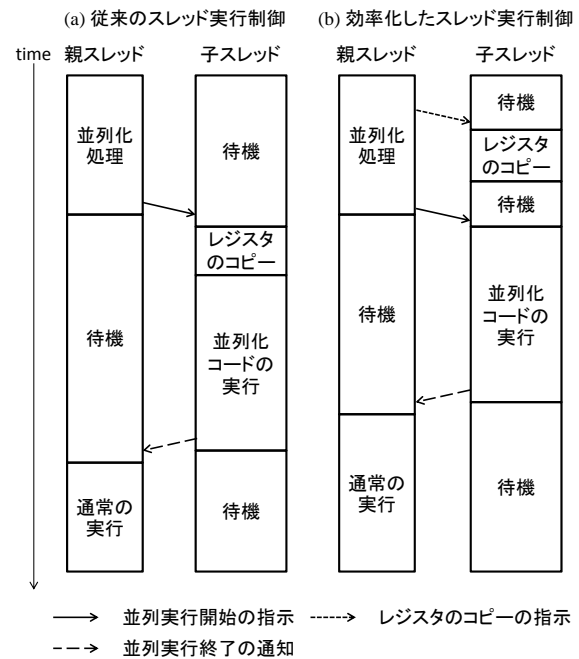 (a) 従来のスレッド実行制御
(b) 効率化したスレッド実行制御
time
親スレッド
子スレッド
親スレッド
子スレッド
並列化
処理
待機
待機
レジスタ
のコピー
並列化
コードの
実行
通常の
実行
待機
並列化
処理
待機
待機
レジスタ
のコピー
待機
並列化
コードの
実行
通常の
実行
待機
並列実行開始の指示
レジスタのコピーの指示
並列実行終了の通知